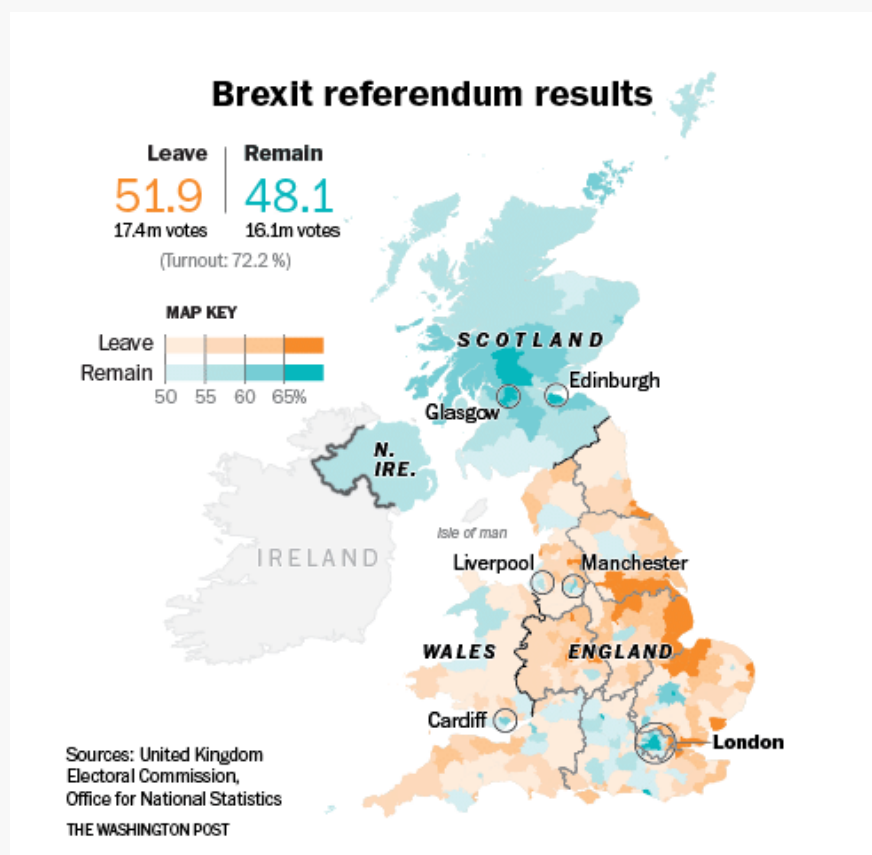 Brexit referendum results
Leave
Remain
51.9
48.1
17.4m votes
16.1m votes
(Turnout: 72.2 %)
MAP KEY
Leave
Remain
50 55 60 65%
SCOTLAND
Edinburgh
Glasgow
N.
IRE.
Isle of man
IRELAND
Liverpool
Manchester
WALES
ENGLAND
Cardiff
London
Sources: United Kingdom
Electoral Commission,
Office for National Statistics
THE WASHINGTON POST